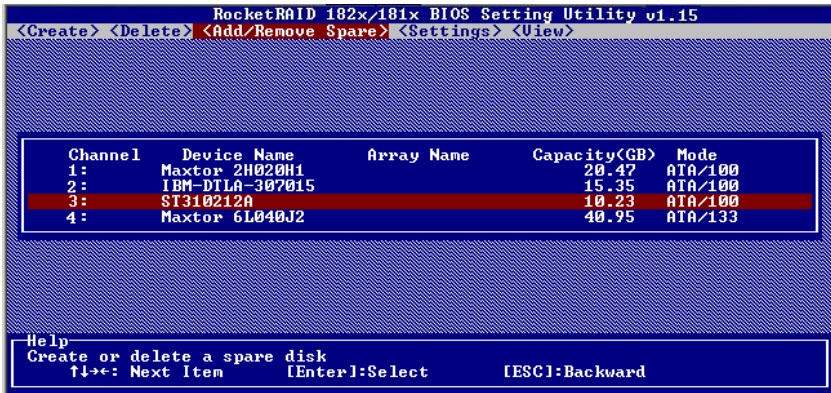 RocketRAID 182x/181x BIOS Setting Utility v1.15
<Create> <Delete> <Add/Remove Spare> <Settings> <View>
Channel Device Name Array Name Capacity(GB) Mode
1: Maxtor 2H020H1 20.47 ATA/100
2: IBM-DTLA-307015 15.35 ATA/100
3: ST310212A 10.23 ATA/100
4: Maxtor 6L040J2 40.95 ATA/133
Help
Create or delete a spare disk
↑↓→←: Next Item [Enter]:Select [ESC]:Backward